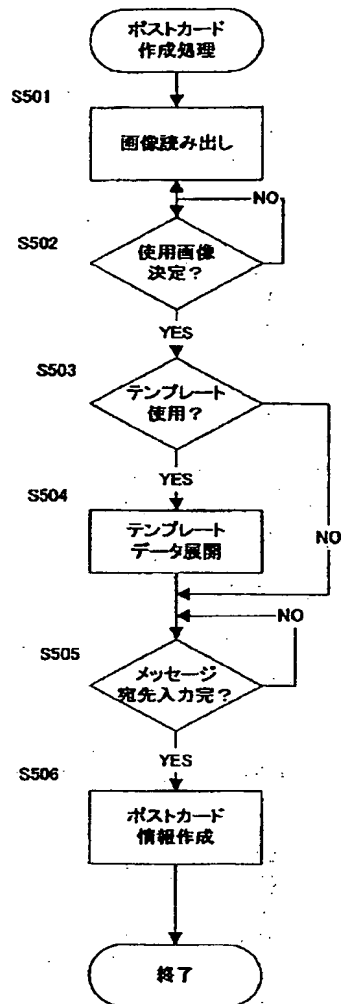 ポストカード
作成処理
S501
画像読み出し
NO
S502
使用画像
決定？
YES
S503
テンプレート
使用？
YES
S504
テンプレート
データ展開
NO
NO
S505
メッセージ
宛先入力完？
YES
S506
ポストカード
情報作成
終了